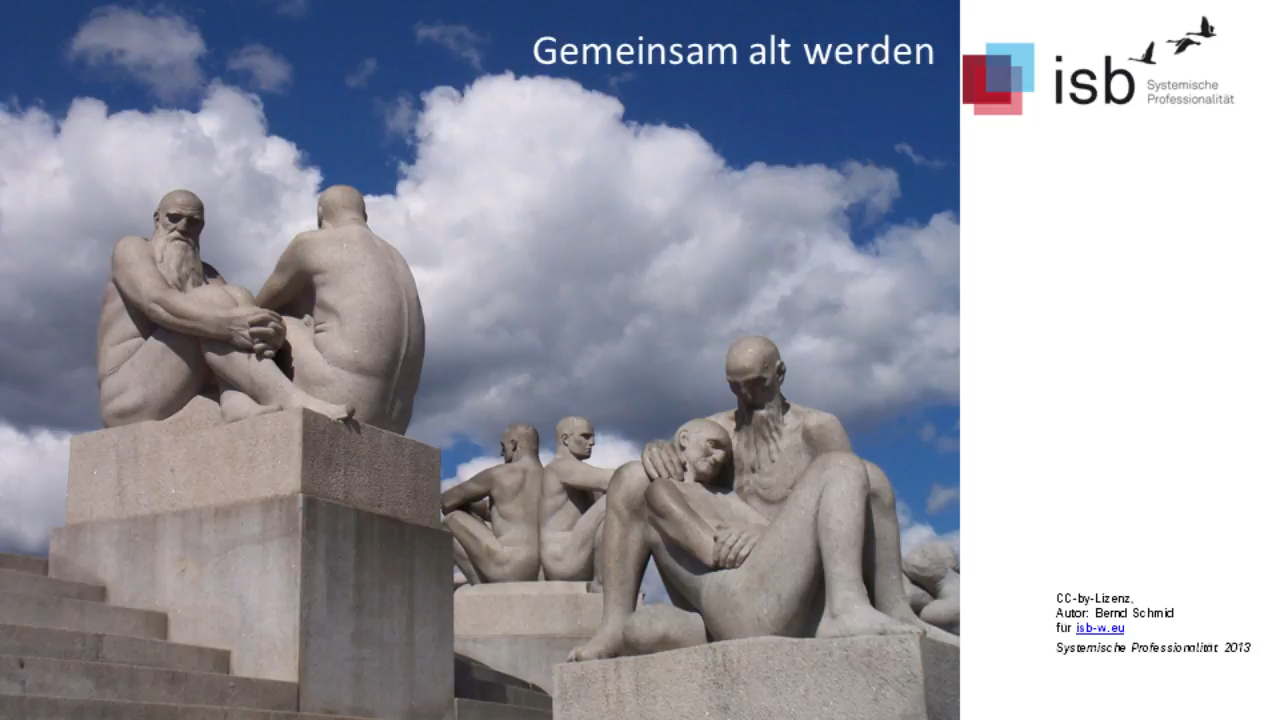 Gemeinsam alt werden
isb
Systemische
Professionalität
CC-by-Lizenz,
Autor: Bernd Schmid
für isb-w.eu
Systemische Professionalität 2013